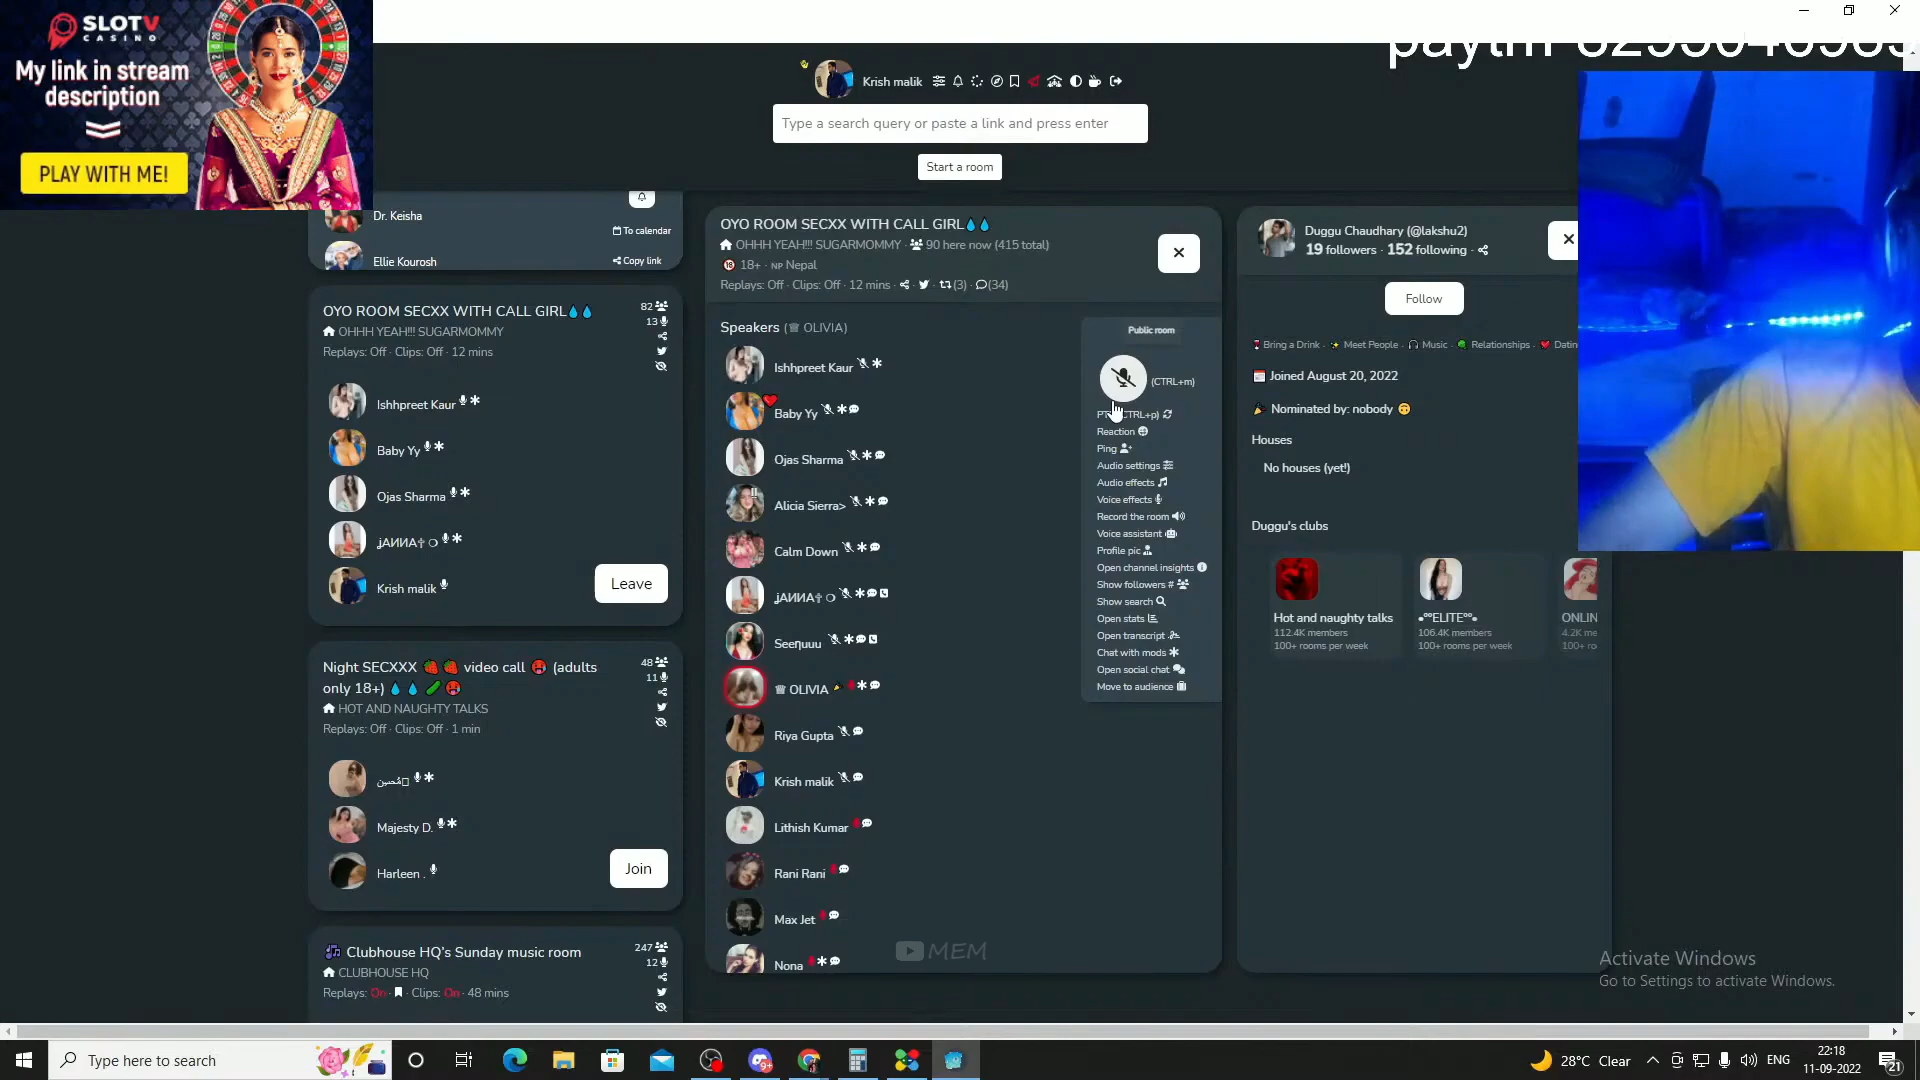 SLOTV
CASINO
My link in stream
description
PLAY WITH ME!
Krish malik
Type a search query or paste a link and press enter
Start a room
Dr. Keisha
To calendar
Ellie Kourosh
Copy link
OYO ROOM SECXX WITH CALL GIRL💧💧
82
OHHH YEAH!!! SUGARMOMMY
13
Replays: Off · Clips: Off · 12 mins
Ishhpreet Kaur
Baby Yy
Ojas Sharma
Krish malik
Leave
Night SECXXX 🍓🍓 video call 🥵 (adults
only 18+) 💧💧🥒🥵
48
11
HOT AND NAUGHTY TALKS
Replays: Off · Clips: Off · 1 min
Majesty D.
Harleen .
Join
Clubhouse HQ's Sunday music room
247
12
CLUBHOUSE HQ
Replays: On · Clips: On · 48 mins
OYO ROOM SECXX WITH CALL GIRL💧💧
OHHH YEAH!!! SUGARMOMMY · 90 here now (415 total)
18+ · NP Nepal
Replays: Off · Clips: Off · 12 mins · (3) · (34)
Speakers (♕ OLIVIA)
Ishhpreet Kaur
Baby Yy
Ojas Sharma
Alicia Sierra>
Calm Down
Seeηuuu
♕ OLIVIA
Riya Gupta
Krish malik
Lithish Kumar
Rani Rani
Max Jet
Nona
MEM
Public room
(CTRL+m)
CTRL+p)
Reaction
Ping
Audio settings
Audio effects
Voice effects
Record the room
Voice assistant
Profile pic
Open channel insights
Show followers #
Show search
Open stats
Open transcript
Chat with mods
Open social chat
Move to audience
paytm
Duggu Chaudhary (@lakshu2)
19 followers · 152 following ·
Follow
Bring a Drink · Meet People · Music · Relationships ·
Joined August 20, 2022
Nominated by: nobody 🙃
Houses
No houses (yet!)
Duggu's clubs
Hot and naughty talks
112.4K members
100+ rooms per week
•°°ELITE°°•
106.4K members
100+ rooms per week
Activate Windows
Go to Settings to activate Windows.
Type here to search
28°C Clear
ENG
22:18
11-09-2022
21